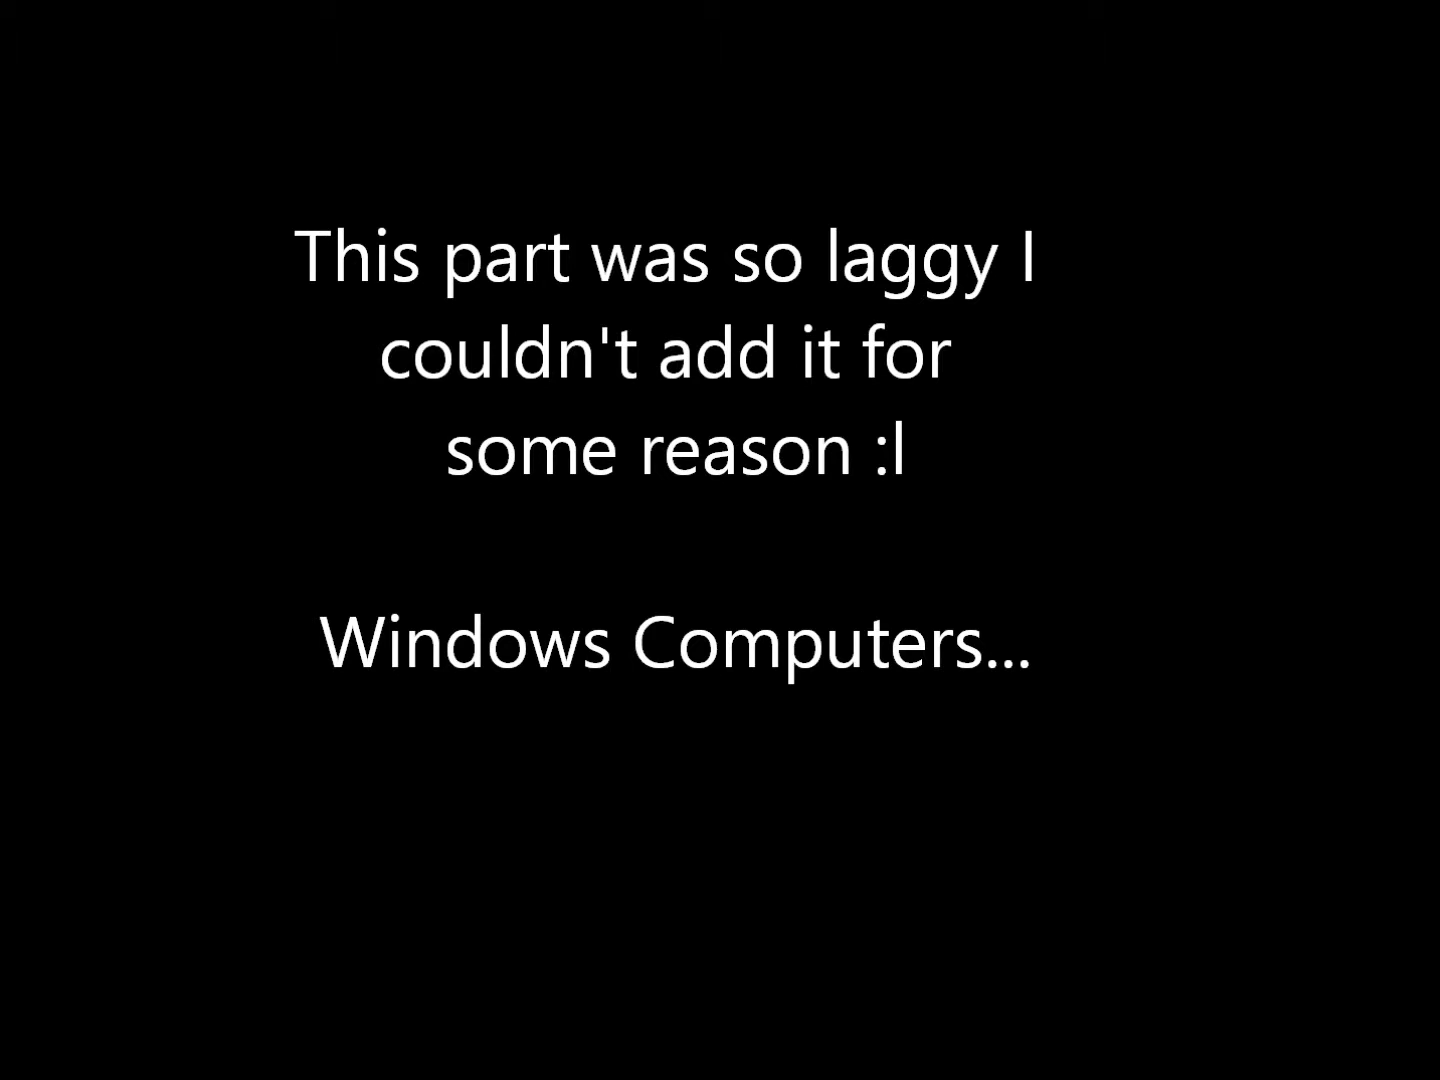 This part was so laggy I
couldn't add it for
some reason :l
Windows Computers...